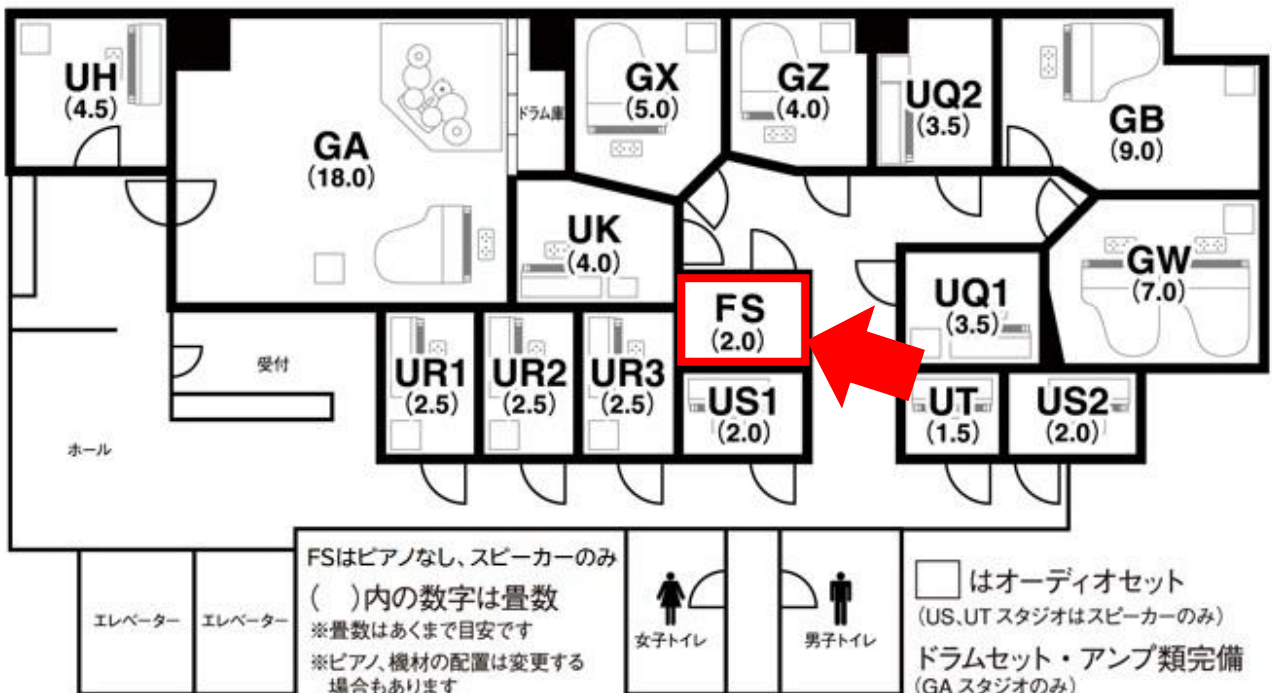 UH
(4.5)
GA
(18.0)
ドラム庫
GX
(5.0)
GZ
(4.0)
UQ2
(3.5)
GB
(9.0)
UK
(4.0)
FS
(2.0)
UQ1
(3.5)
GW
(7.0)
受付
UR1
(2.5)
UR2
(2.5)
UR3
(2.5)
US1
(2.0)
UT
(1.5)
US2
(2.0)
ホール
エレベーター
エレベーター
FSはピアノなし、スピーカーのみ
(　)内の数字は畳数
※畳数はあくまで目安です
※ピアノ、機材の配置は変更する
場合もあります
女子トイレ
男子トイレ
はオーディオセット
(US、UT スタジオはスピーカーのみ)
ドラムセット・アンプ類完備
(GA スタジオのみ)